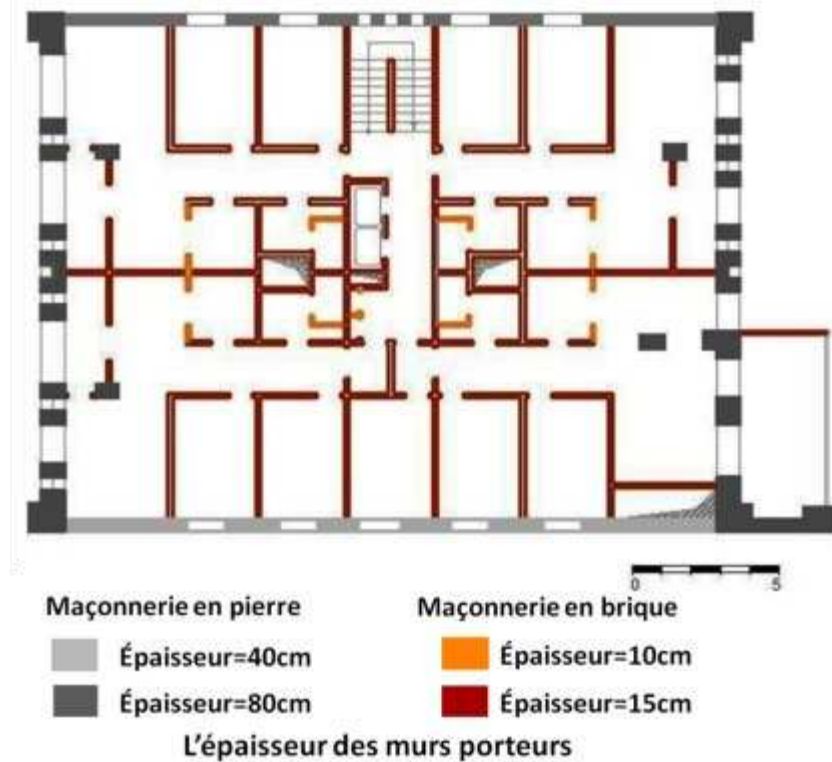 0 5
Maçonnerie en pierre Maçonnerie en brique
Épaisseur=40cm Épaisseur=10cm
Épaisseur=80cm Épaisseur=15cm
L'épaisseur des murs porteurs